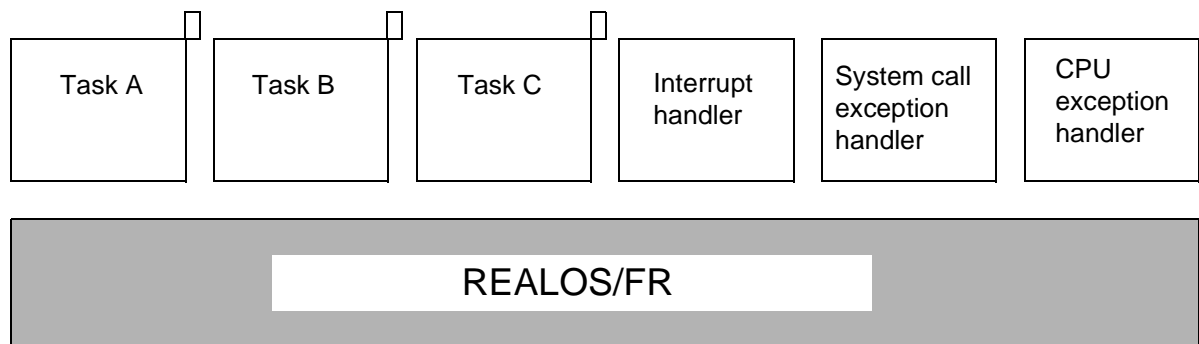 Task A
Task B
Task C
Interrupt
handler
System call
exception
handler
CPU
exception
handler
REALOS/FR